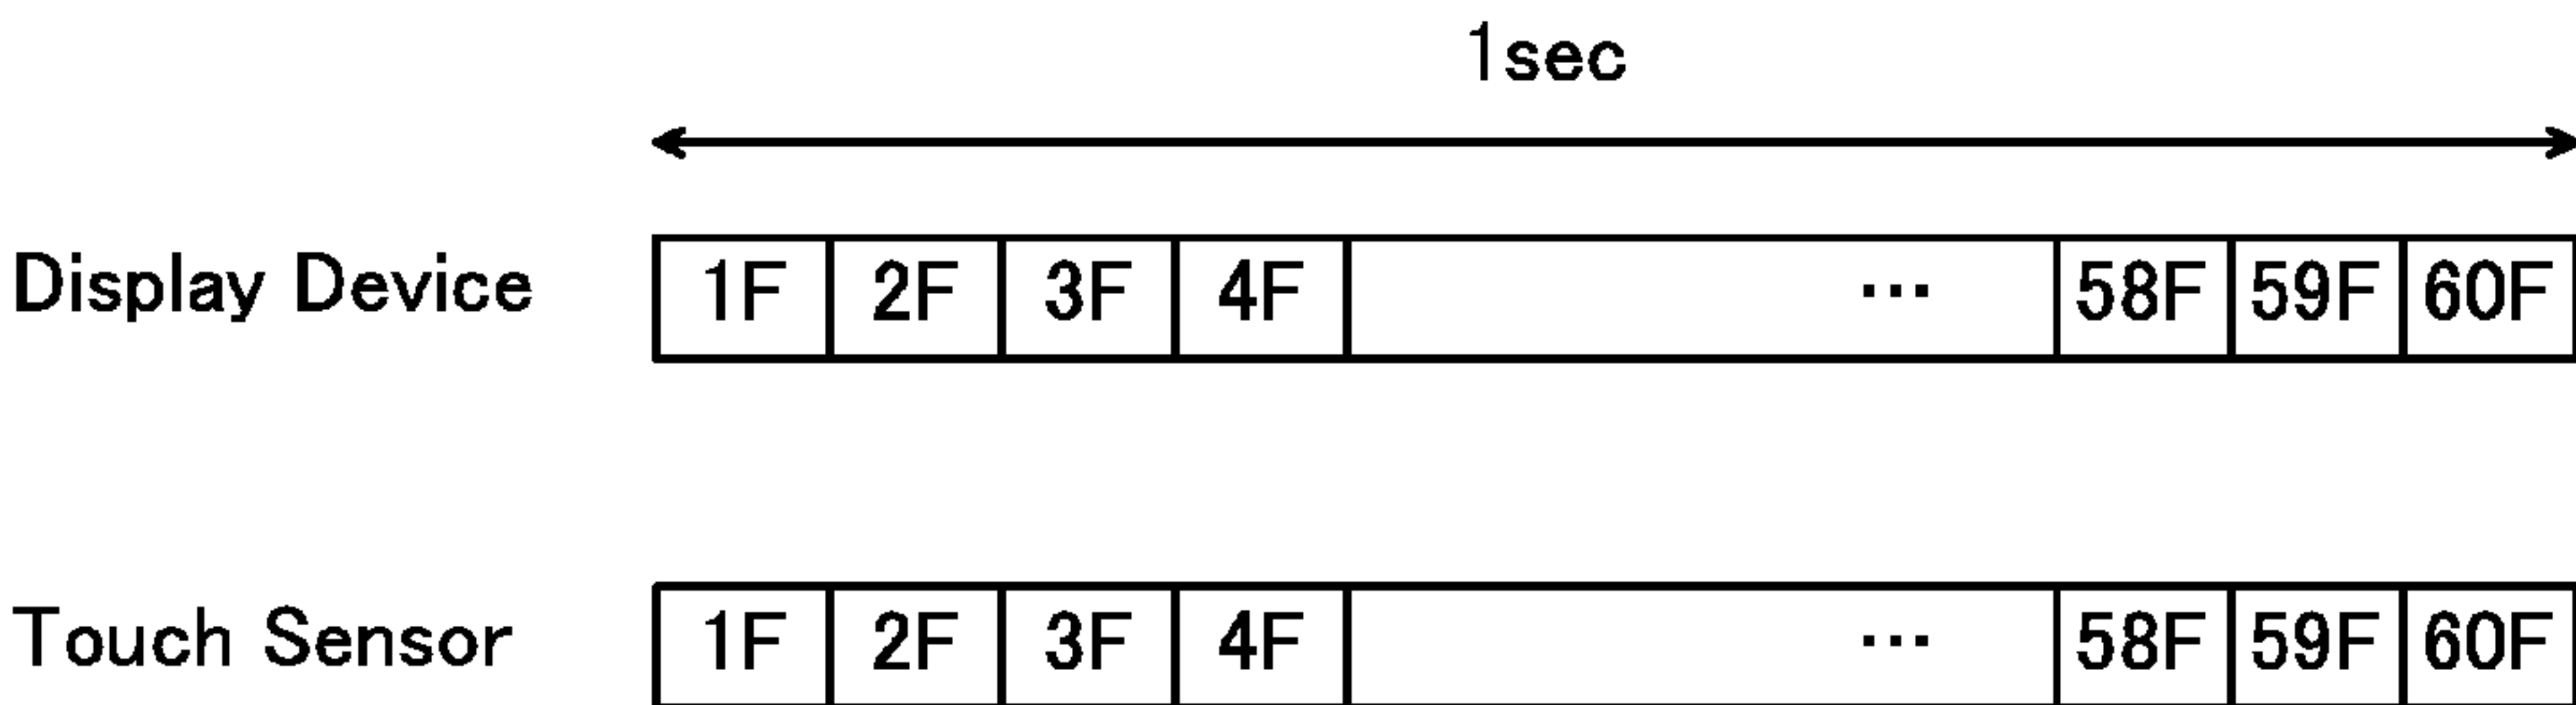 1sec
Display Device 1F 2F 3F 4F ... 58F 59F 60F
Touch Sensor 1F 2F 3F 4F ... 58F 59F 60F